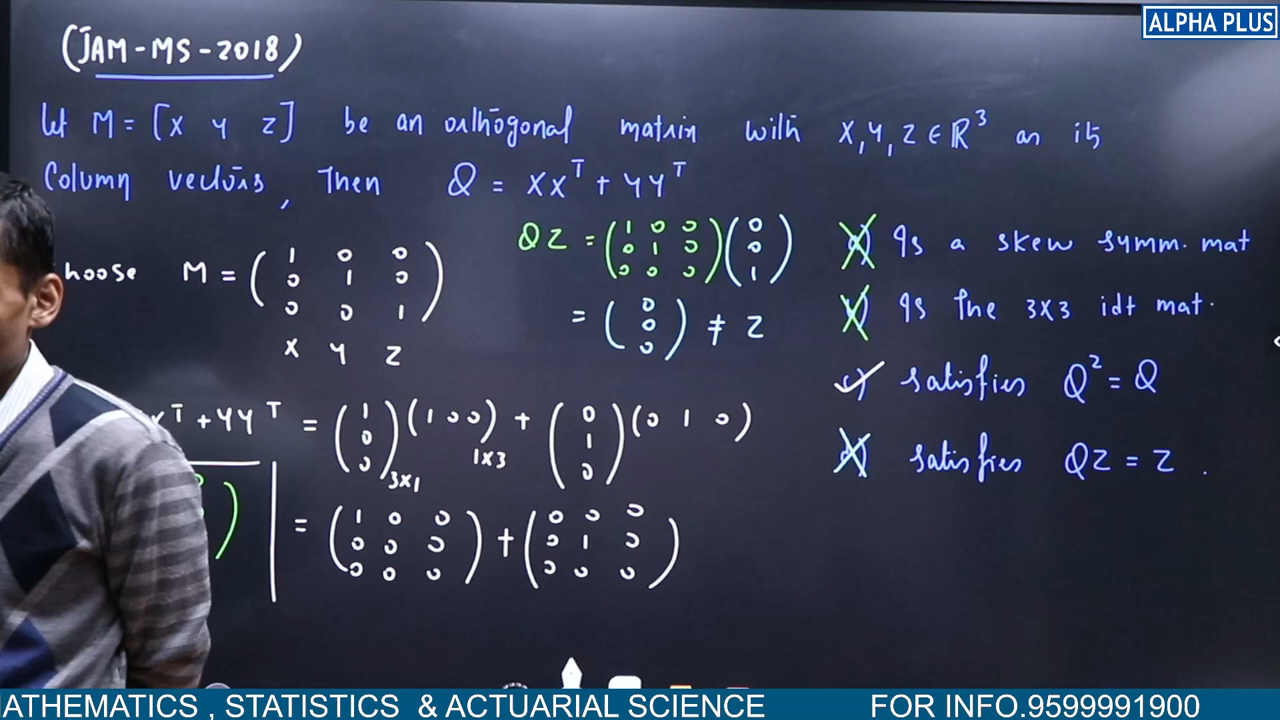 ALPHA PLUS
(JAM-MS-2018)
Let M = [X Y Z] be an orthogonal matrix with X, Y, Z ∈ ℝ³ as its
Column vectors, Then Q = XXᵀ + YYᵀ
hoose M = (1 0 0
0 1 0
0 0 1)
X Y Z
xᵀ + YYᵀ = (1
0
0)3x1 (1 0 0)1x3 + (0
1
0) (0 1 0)
= (1 0 0
0 0 0
0 0 0) + (0 0 0
0 1 0
0 0 0)
QZ = (1 0 0
0 1 0
0 0 0) (0
0
1)
= (0
0
0) ≠ Z
Is a skew symm. mat
Is the 3x3 idt mat.
c) satisfies Q² = Q
satisfies QZ = Z .
ATHEMATICS , STATISTICS & ACTUARIAL SCIENCE FOR INFO.9599991900